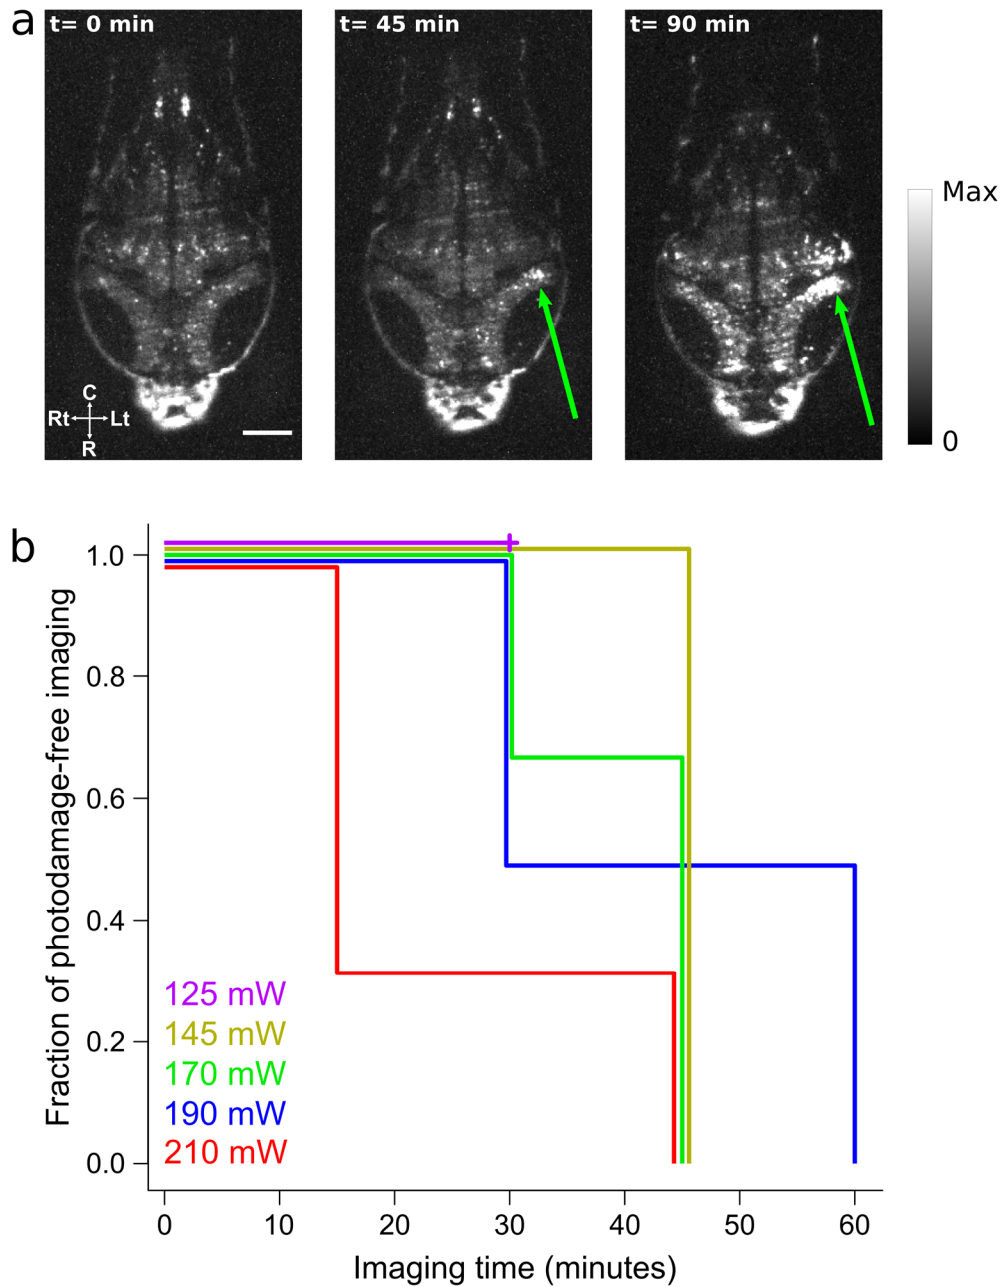 a
t= 0 min
t= 45 min
t= 90 min
Max
0
C
Rt Lt
R
b
Fraction of photodamage-free imaging
1.0
0.8
0.6
0.4
0.2
0.0
125 mW
145 mW
170 mW
190 mW
210 mW
0 10 20 30 40 50 60
Imaging time (minutes)